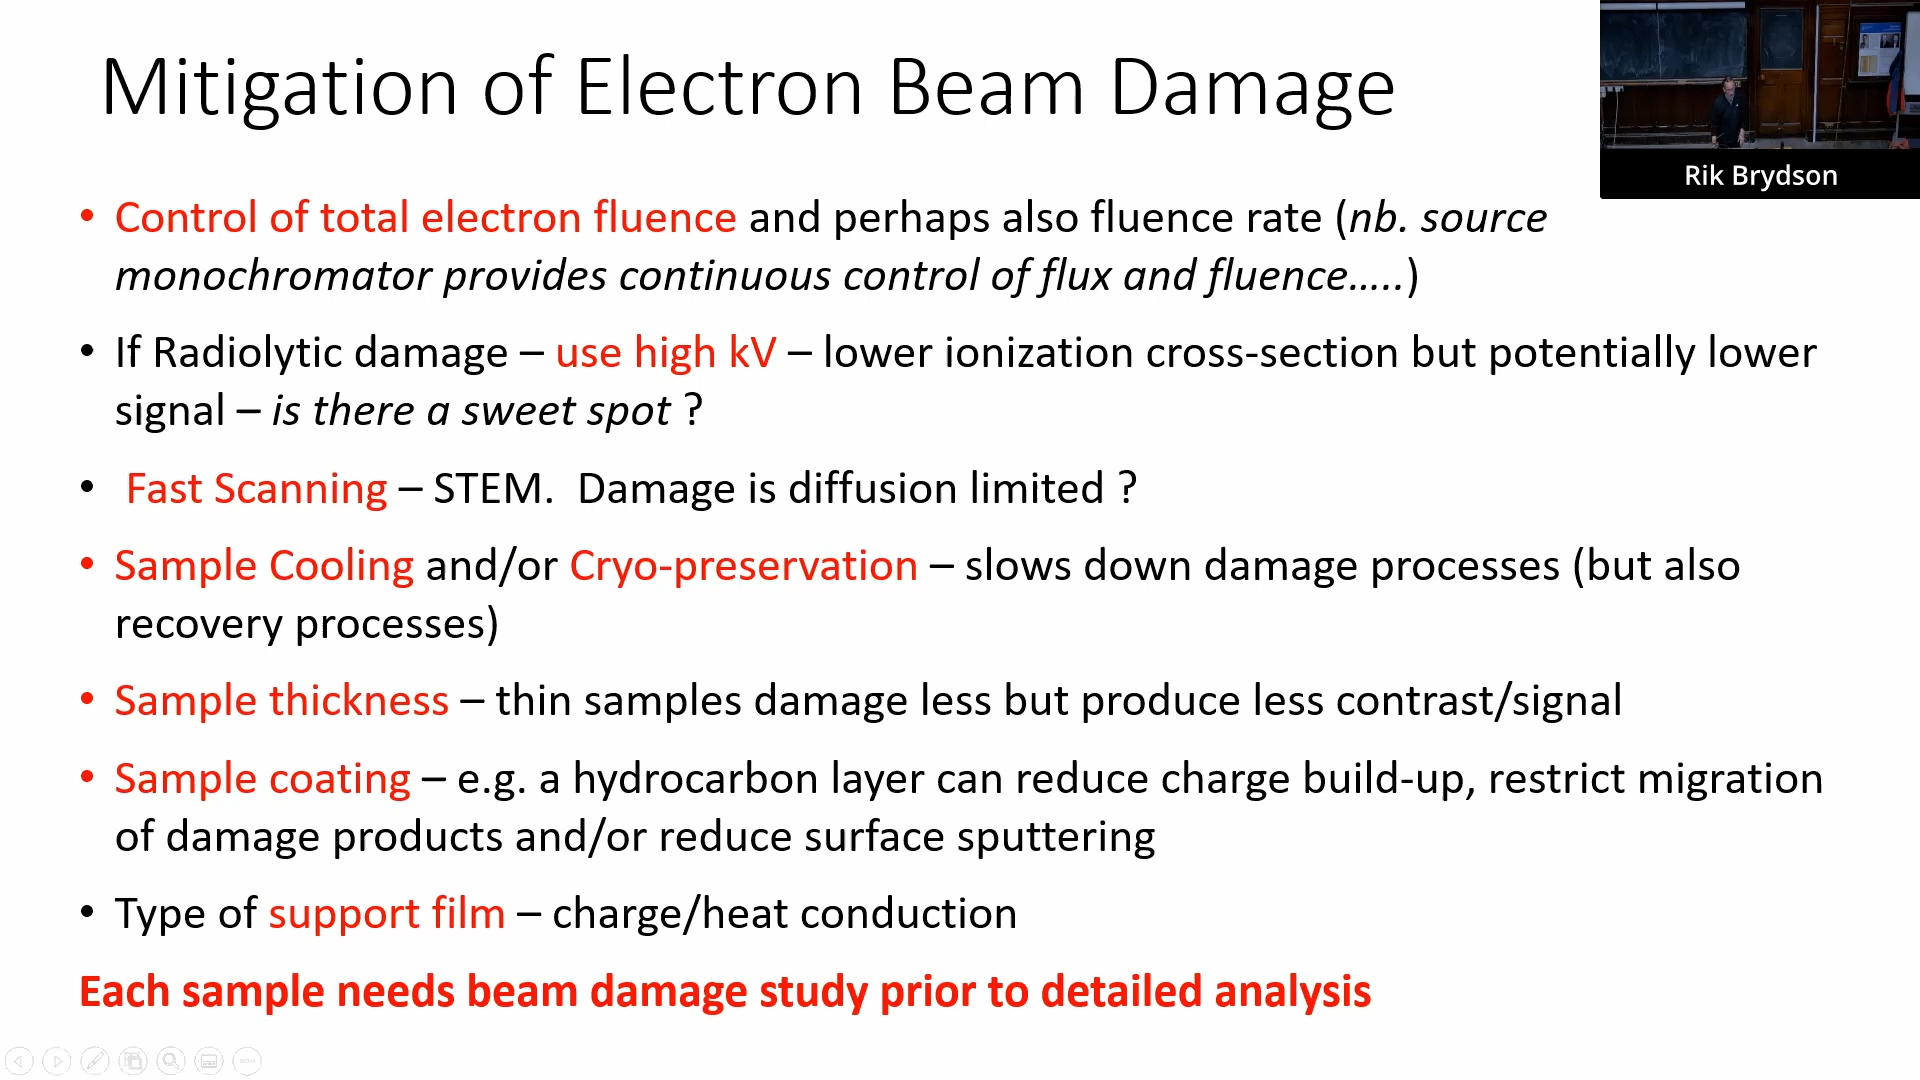 Mitigation of Electron Beam Damage
Rik Brydson
• Control of total electron fluence and perhaps also fluence rate (nb. source
monochromator provides continuous control of flux and fluence…..)
• If Radiolytic damage – use high kV – lower ionization cross-section but potentially lower
signal – is there a sweet spot ?
• Fast Scanning – STEM. Damage is diffusion limited ?
• Sample Cooling and/or Cryo-preservation – slows down damage processes (but also
recovery processes)
• Sample thickness – thin samples damage less but produce less contrast/signal
• Sample coating – e.g. a hydrocarbon layer can reduce charge build-up, restrict migration
of damage products and/or reduce surface sputtering
• Type of support film – charge/heat conduction
Each sample needs beam damage study prior to detailed analysis